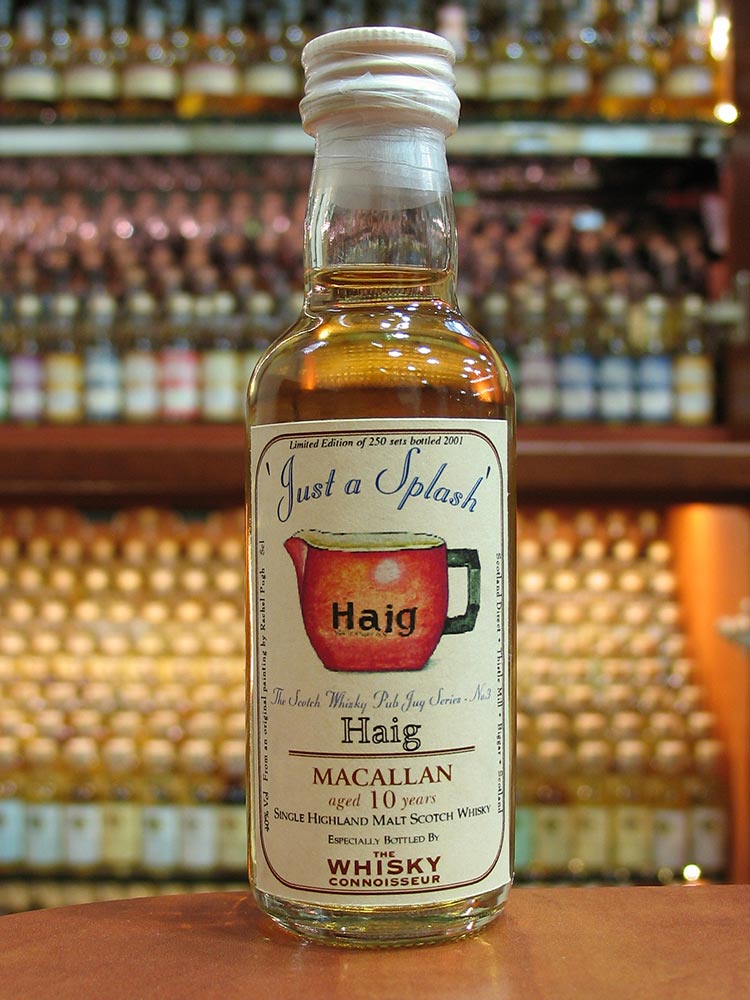 Limited Edition of 250 sets bottled 2001
'Just a Splash'
Haig
The Scotch Whisky Pub Jug Series - No.3
Haig
MACALLAN
aged 10 years
SINGLE HIGHLAND MALT SCOTCH WHISKY
ESPECIALLY BOTTLED BY
THE
WHISKY
CONNOISSEUR
40% Vol From an original painting by Rachel Pugh 5cl
Scotland Direct • Thistle Mill • Biggar • Scotland